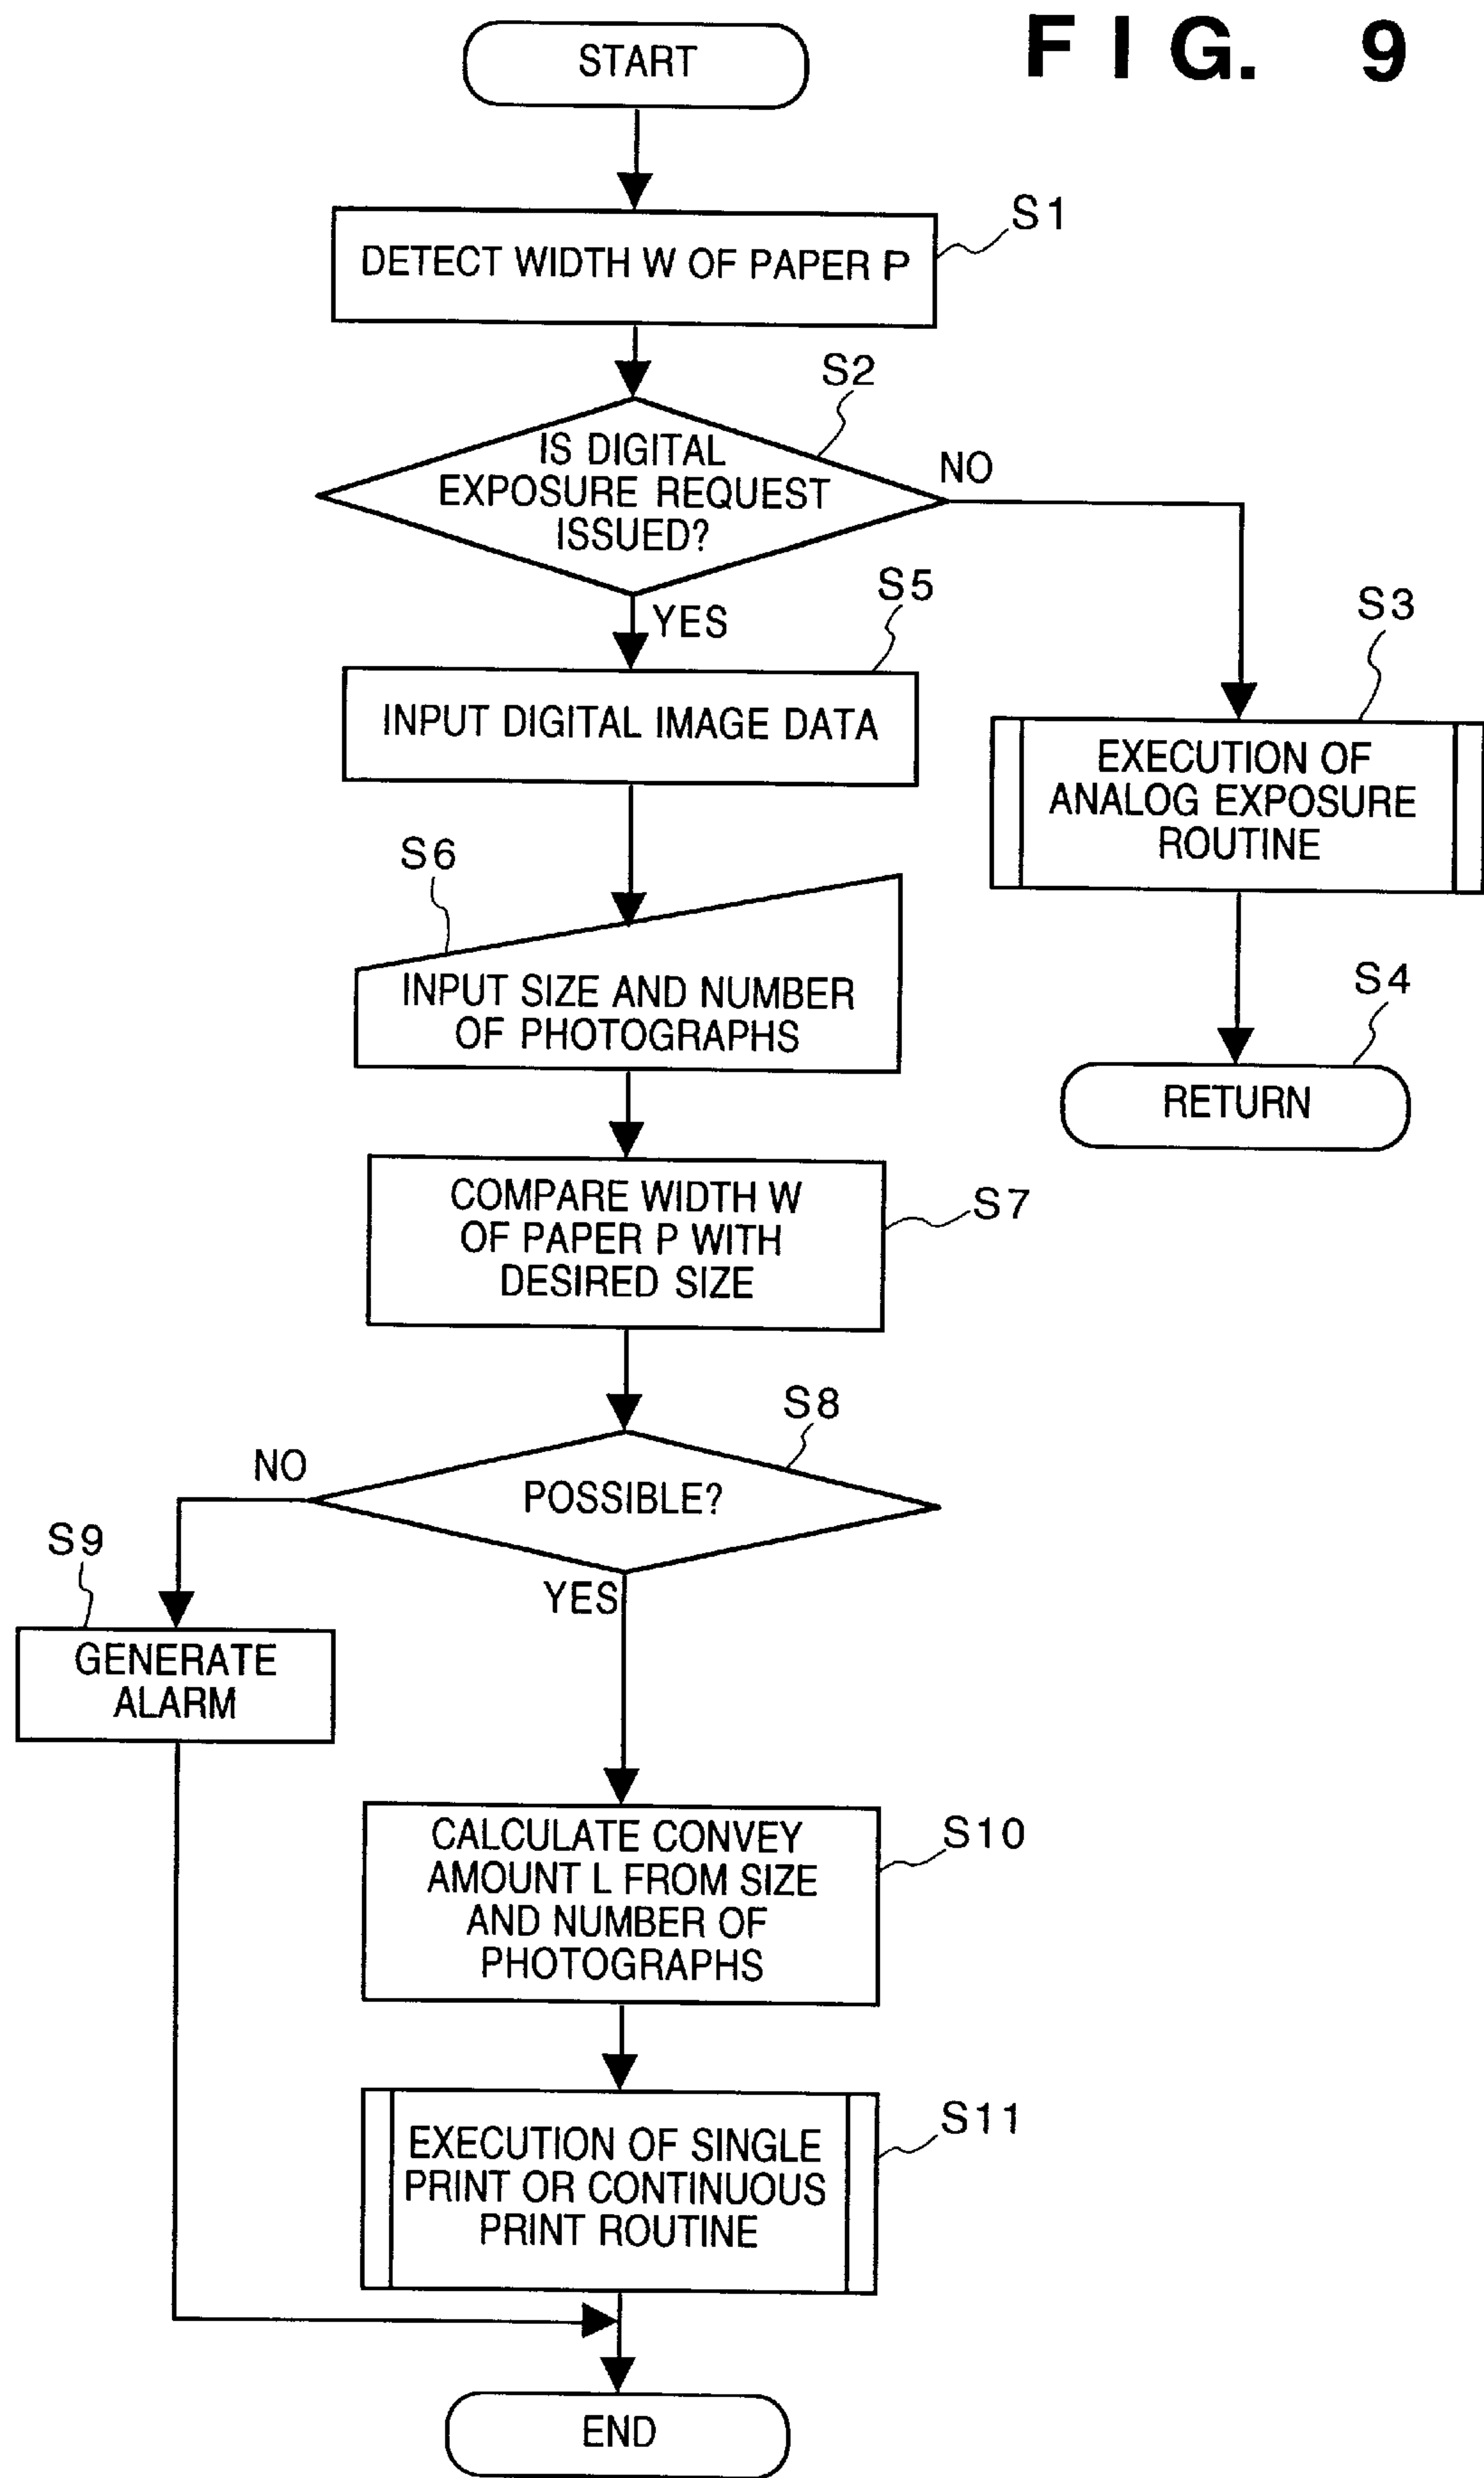 FIG. 9
START
S1
DETECT WIDTH W OF PAPER P
S2
IS DIGITAL
EXPOSURE REQUEST
ISSUED?
NO
YES
S5
INPUT DIGITAL IMAGE DATA
S3
EXECUTION OF
ANALOG EXPOSURE
ROUTINE
S6
INPUT SIZE AND NUMBER
OF PHOTOGRAPHS
S4
RETURN
COMPARE WIDTH W
OF PAPER P WITH
DESIRED SIZE
S7
S8
NO
POSSIBLE?
YES
S9
GENERATE
ALARM
CALCULATE CONVEY
AMOUNT L FROM SIZE
AND NUMBER OF
PHOTOGRAPHS
S10
EXECUTION OF SINGLE
PRINT OR CONTINUOUS
PRINT ROUTINE
S11
END